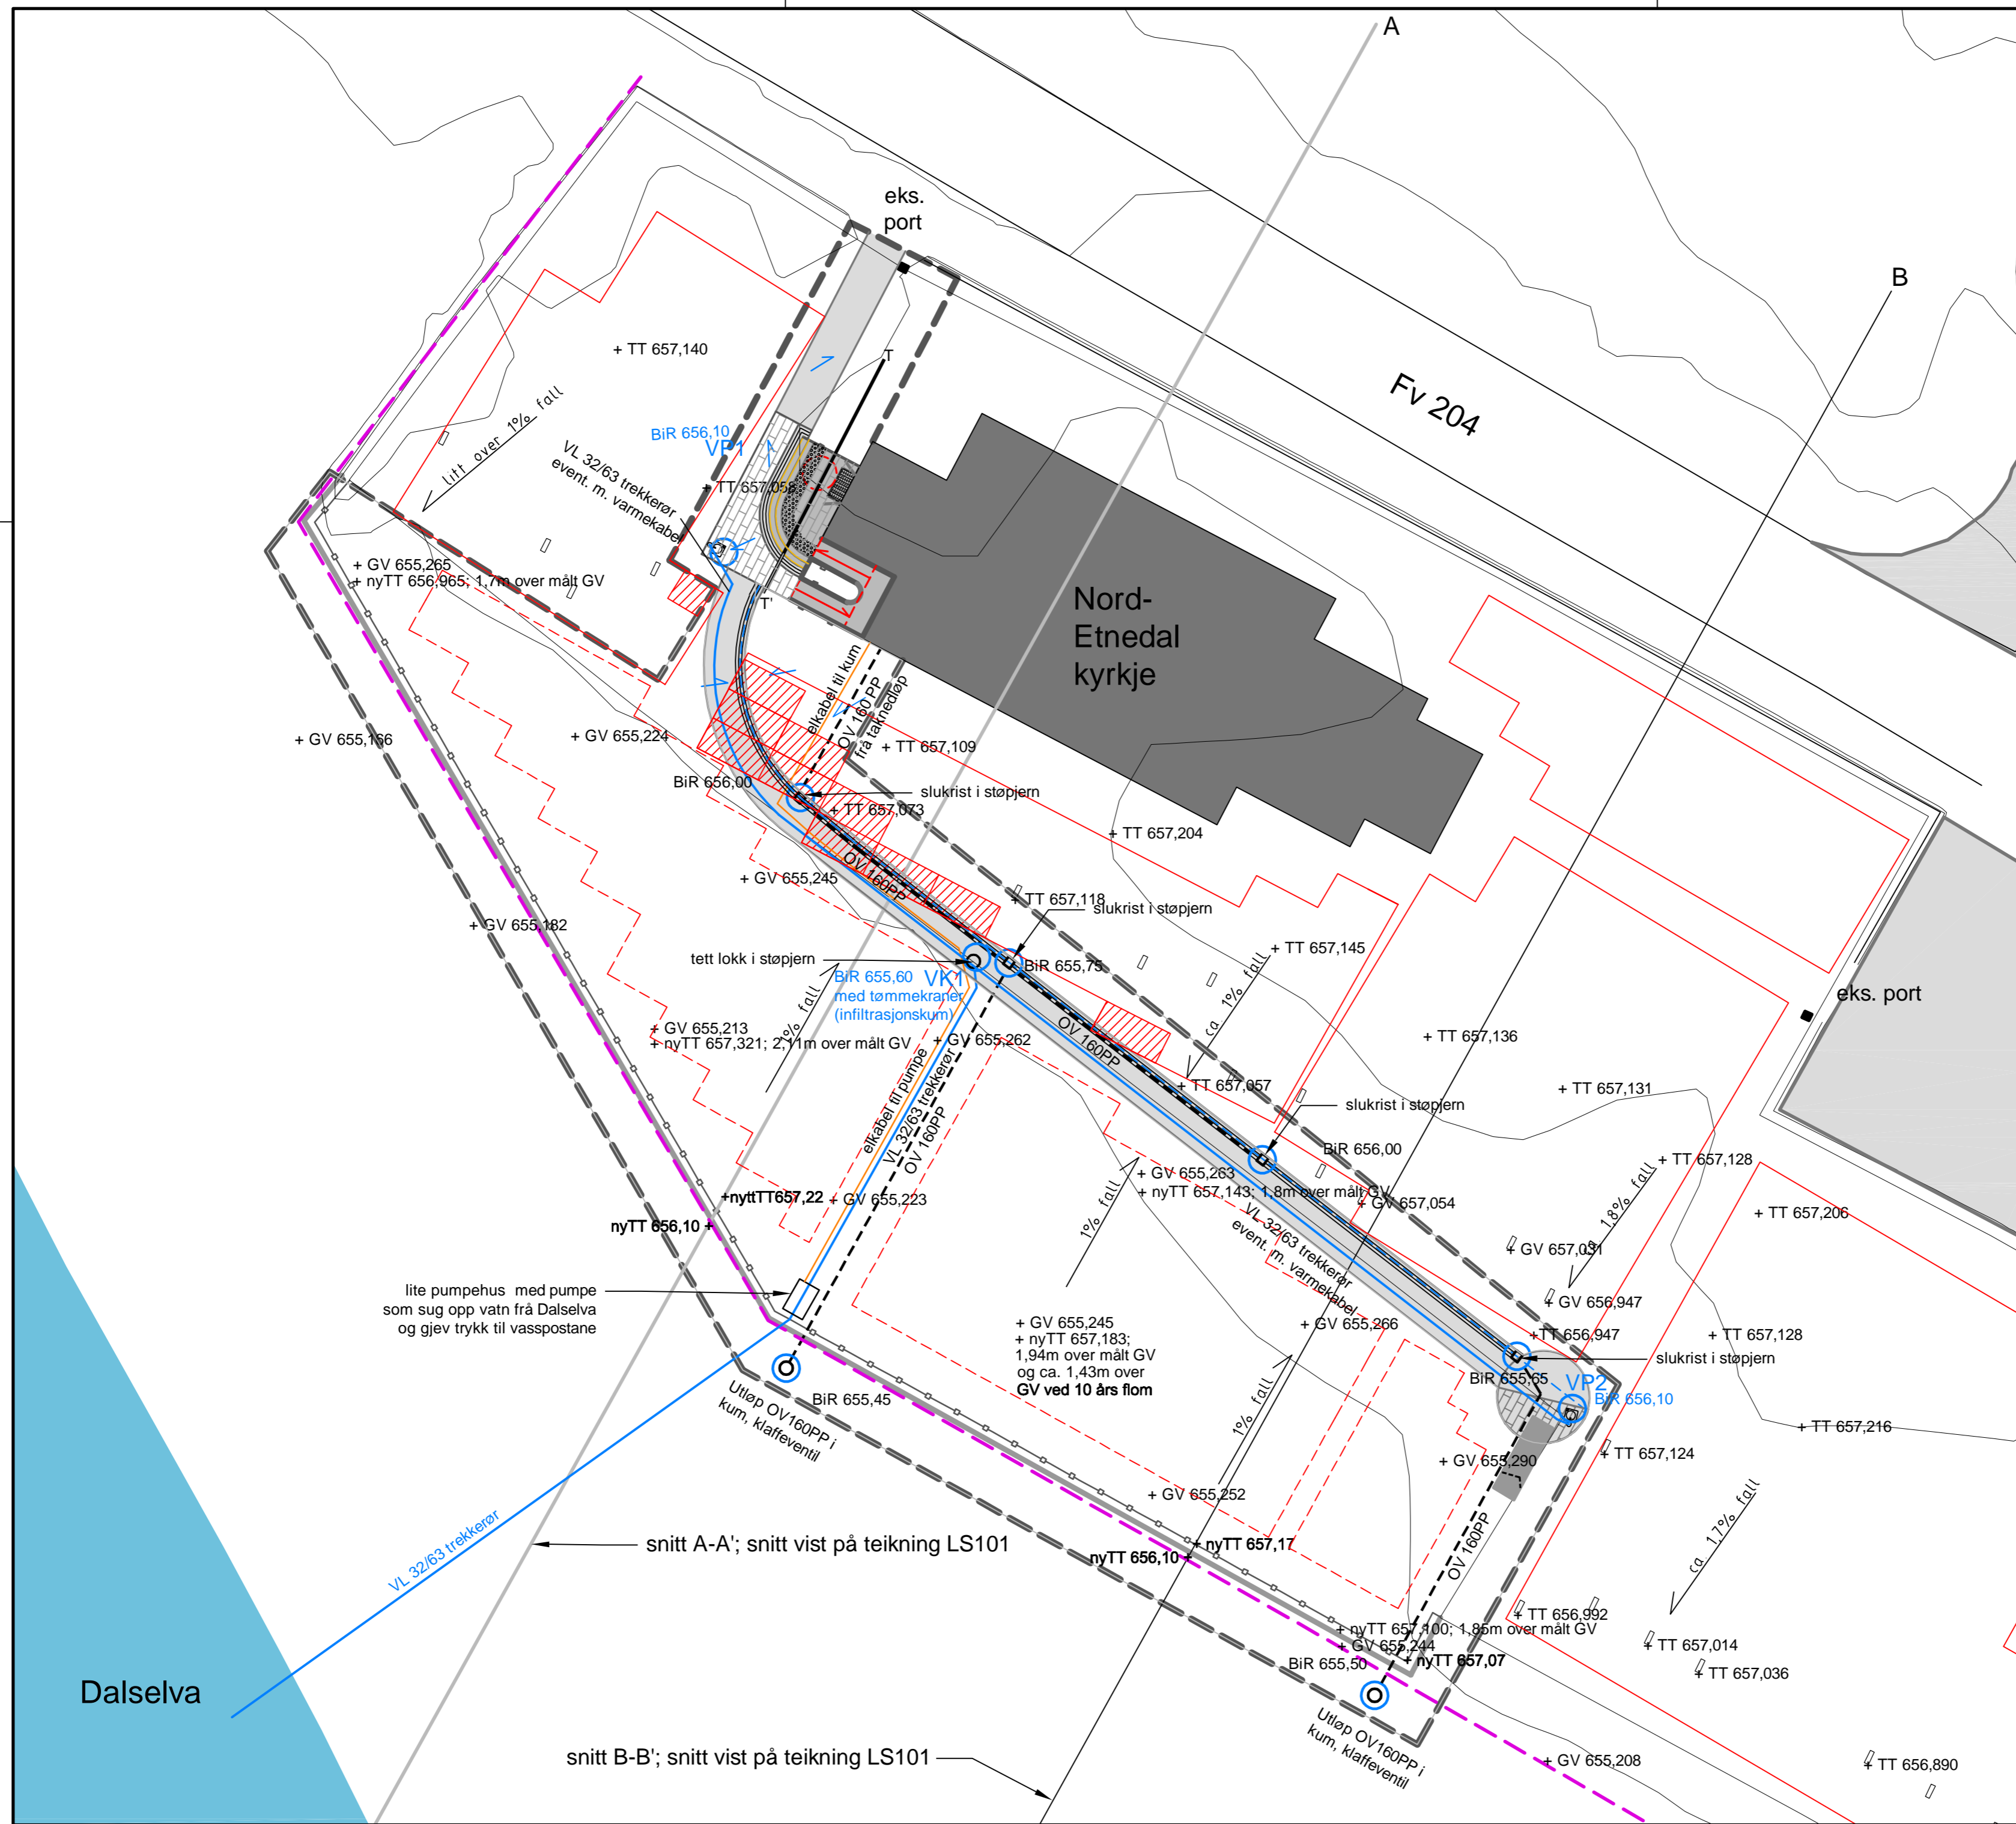 A
B
eks.
port
Fv 204
+ TT 657,140
T
litt over 1% fall
BiR 656,10
VP1
VL 32/63 trekkerør
event. m. varmekabel
+ TT 657,058
+ GV 655,265
+ nyTT 656,965; 1,7m over målt GV
T'
Nord-
Etnedal
kyrkje
elkabel til kum
OV 160 PP
frå taknedløp
+ GV 655,166
+ GV 655,224
+ TT 657,109
BiR 656,00
slukrist i støpjern
+ TT 657,073
+ TT 657,204
OV 160PP
+ GV 655,245
+ TT 657,118
slukrist i støpjern
+ GV 655,182
+ TT 657,145
tett lokk i støpjern
BiR 655,75
BiR 655,60 VK1
med tømmekraner
(infiltrasjonskum)
1% fall
ca 1% fall
eks. port
+ GV 655,213
+ nyTT 657,321; 2,11m over målt GV
+ GV 655,262
OV 160PP
+ TT 657,136
elkabel til pumpe
VL 32/63 trekkerør
OV 160PP
+ TT 657,057
+ TT 657,131
slukrist i støpjern
BiR 656,00
+ TT 657,128
+nyttTT657,22
+ GV 655,223
+ GV 655,263
+ nyTT 657,143; 1,8m over målt GV
+ GV 657,054
nyTT 656,10 +
1% fall
VL 32/63 trekkerør
event. m. varmekabel
ca 1,8% fall
+ TT 657,206
+ GV 657,031
lite pumpehus med pumpe
som sug opp vatn frå Dalselva
og gjev trykk til vasspostane
+ GV 656,947
+ GV 655,245
+ nyTT 657,183;
1,94m over målt GV
og ca. 1,43m over
GV ved 10 års flom
+ GV 655,266
+TT 656,947
+ TT 657,128
slukrist i støpjern
BiR 655,65
VP2
BiR 656,10
BiR 655,45
Utløp OV160PP i
kum, klaffeventil
1% fall
+ TT 657,216
+ GV 655,290
+ TT 657,124
+ GV 655,252
ca 1,7% fall
VL 32/63 trekkerør
snitt A-A'; snitt vist på teikning LS101
+ nyTT 657,17
nyTT 656,10 +
OV 160PP
+ TT 656,992
+ nyTT 657,100; 1,85m over målt GV
+ GV 655,244
+ TT 657,014
BiR 655,50
+ nyTT 657,07
+ TT 657,036
Dalselva
Utløp OV160PP i
kum, klaffeventil
snitt B-B'; snitt vist på teikning LS101
+ GV 655,208
+ TT 656,890